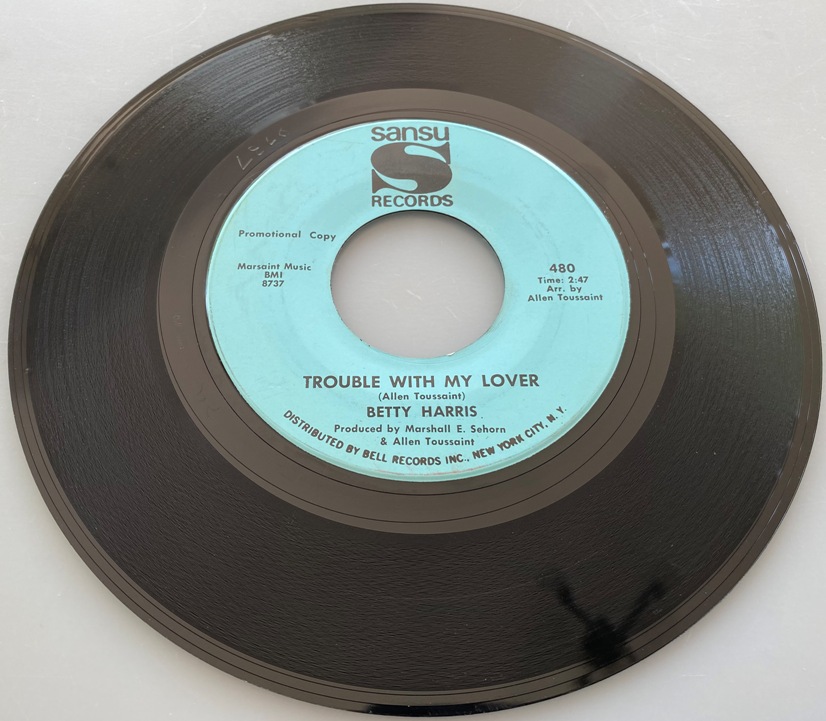 sansu
S
RECORDS
Promotional Copy
Marsaint Music
BMI
8737
480
Time: 2:47
Arr. by
Allen Toussaint
TROUBLE WITH MY LOVER
(Allen Toussaint)
BETTY HARRIS
Produced by Marshall E. Sehorn
& Allen Toussaint
DISTRIBUTED BY BELL RECORDS INC., NEW YORK CITY, N. Y.